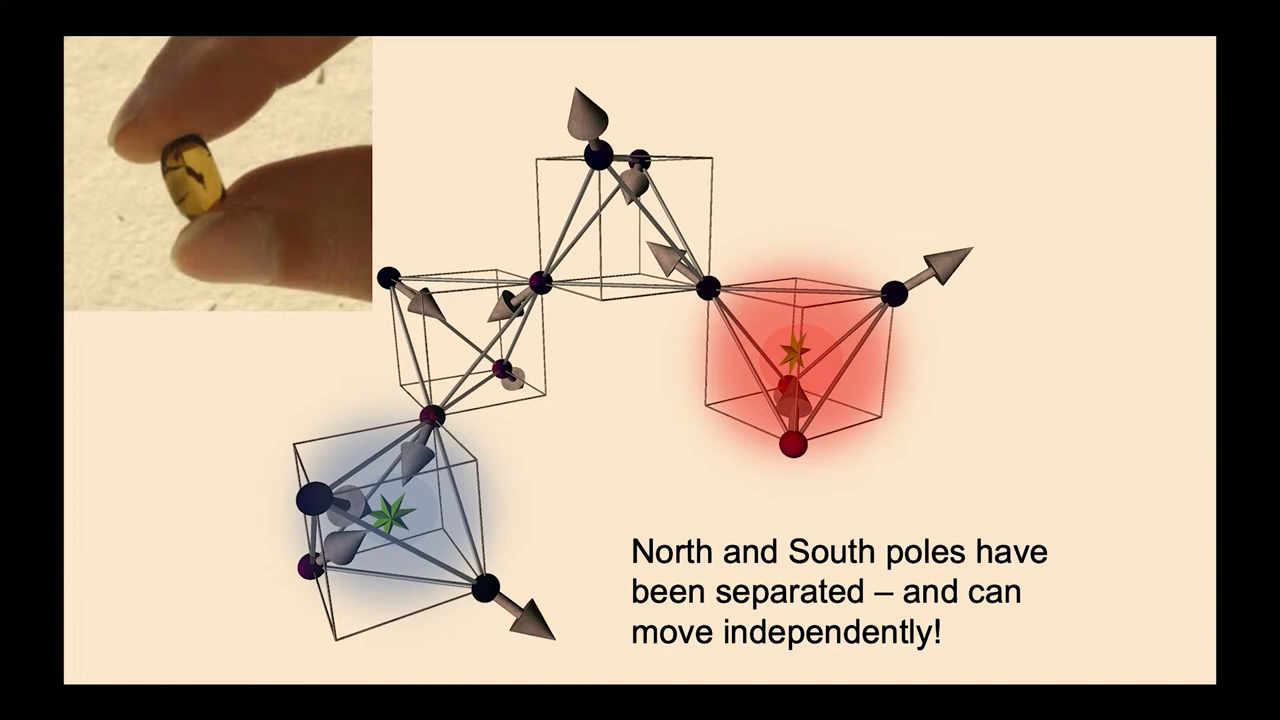 North and South poles have
been separated – and can
move independently!